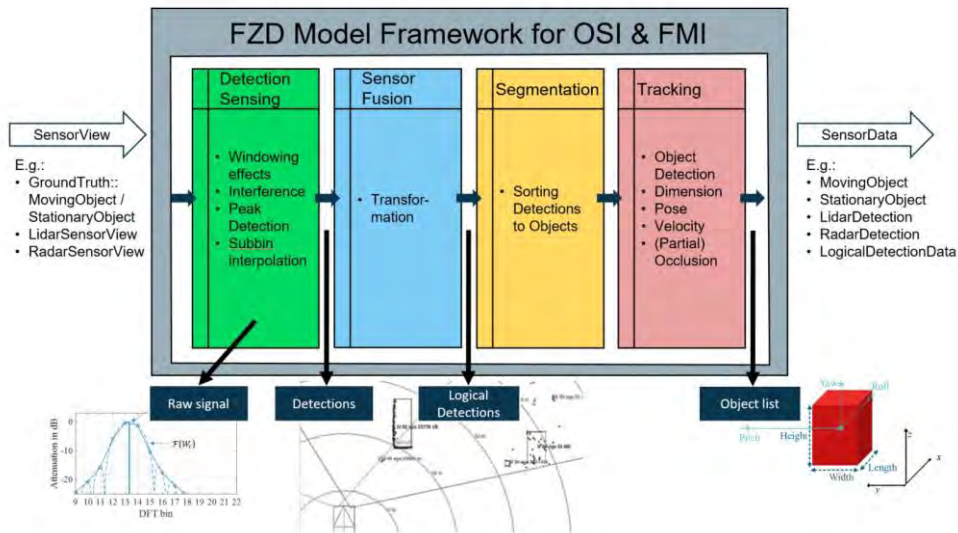 FZD Model Framework for OSI & FMI
SensorView
E.g.:
• GroundTruth::
MovingObject /
StationaryObject
• LidarSensorView
• RadarSensorView
Detection
Sensing
• Windowing
effects
• Interference
• Peak
Detection
• Subbin
interpolation
Sensor
Fusion
• Transfor-
mation
Segmentation
• Sorting
Detections
to Objects
Tracking
• Object
Detection
• Dimension
• Pose
• Velocity
• (Partial)
Occlusion
SensorData
E.g.:
• MovingObject
• StationaryObject
• LidarDetection
• RadarDetection
• LogicalDetectionData
Raw signal
Detections
Logical
Detections
Object list
Attenuation in dB
0
-10
-20
9 10 11 12 13 14 15 16 17 18 19 20 21 22
DFT bin
Yaw
Roll
Pitch
Height
Width
Length
z
x
y